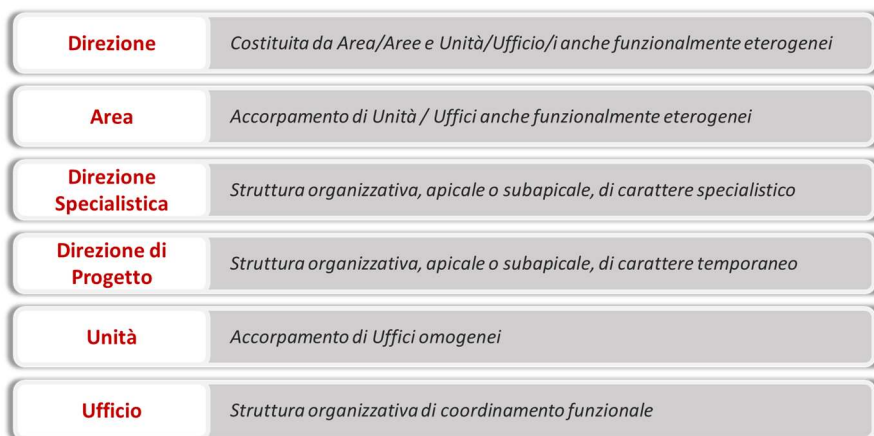 Direzione
Costituita da Area/Aree e Unità/Ufficio/i anche funzionalmente eterogenei
Area
Accorpamento di Unità / Uffici anche funzionalmente eterogenei
Direzione
Specialistica
Struttura organizzativa, apicale o subapicale, di carattere specialistico
Direzione di
Progetto
Struttura organizzativa, apicale o subapicale, di carattere temporaneo
Unità
Accorpamento di Uffici omogenei
Ufficio
Struttura organizzativa di coordinamento funzionale